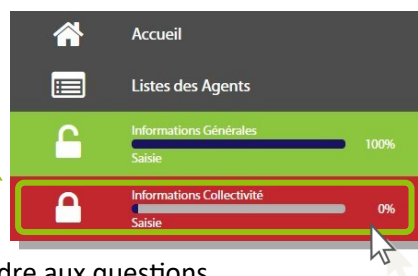 Accueil
Listes des Agents
Informations Générales
100%
Saisie
Informations Collectivité
0%
Saisie
dre aux questions